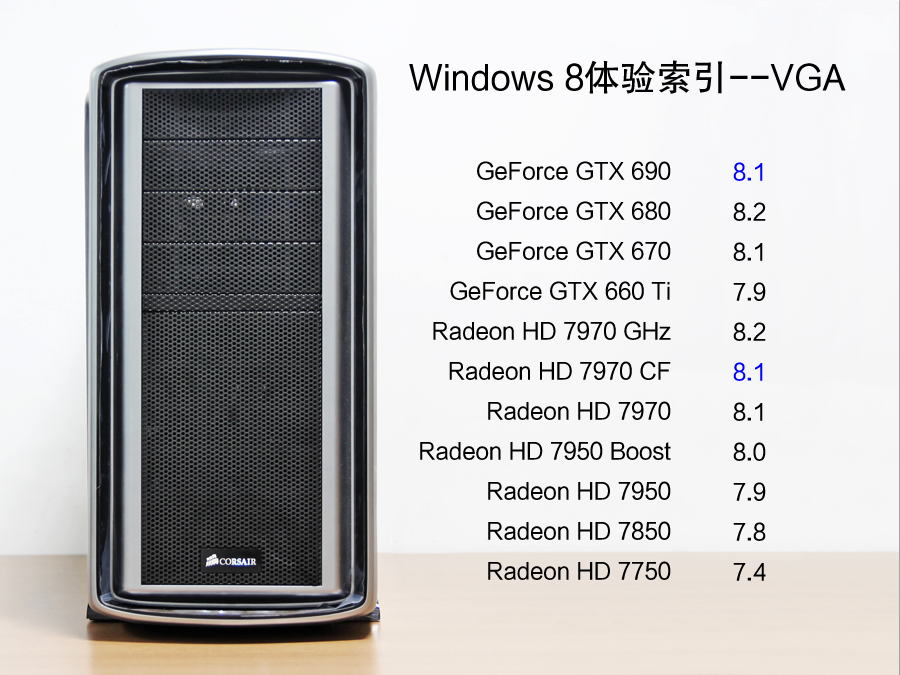 Windows 8体验索引--VGA
GeForce GTX 690 8.1
GeForce GTX 680 8.2
GeForce GTX 670 8.1
GeForce GTX 660 Ti 7.9
Radeon HD 7970 GHz 8.2
Radeon HD 7970 CF 8.1
Radeon HD 7970 8.1
Radeon HD 7950 Boost 8.0
Radeon HD 7950 7.9
Radeon HD 7850 7.8
Radeon HD 7750 7.4
CORSAIR